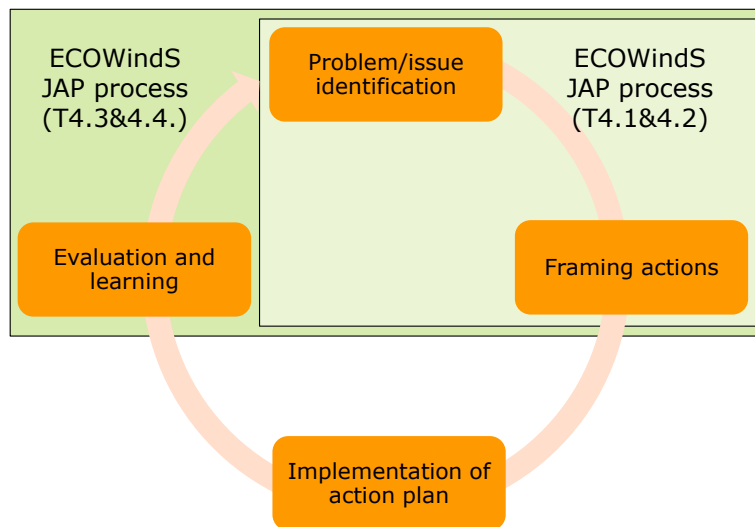 ECOWindS
JAP process
(T4.3&4.4.)
Problem/issue
identification
ECOWindS
JAP process
(T4.1&4.2)
Evaluation and
learning
Framing actions
Implementation of
action plan